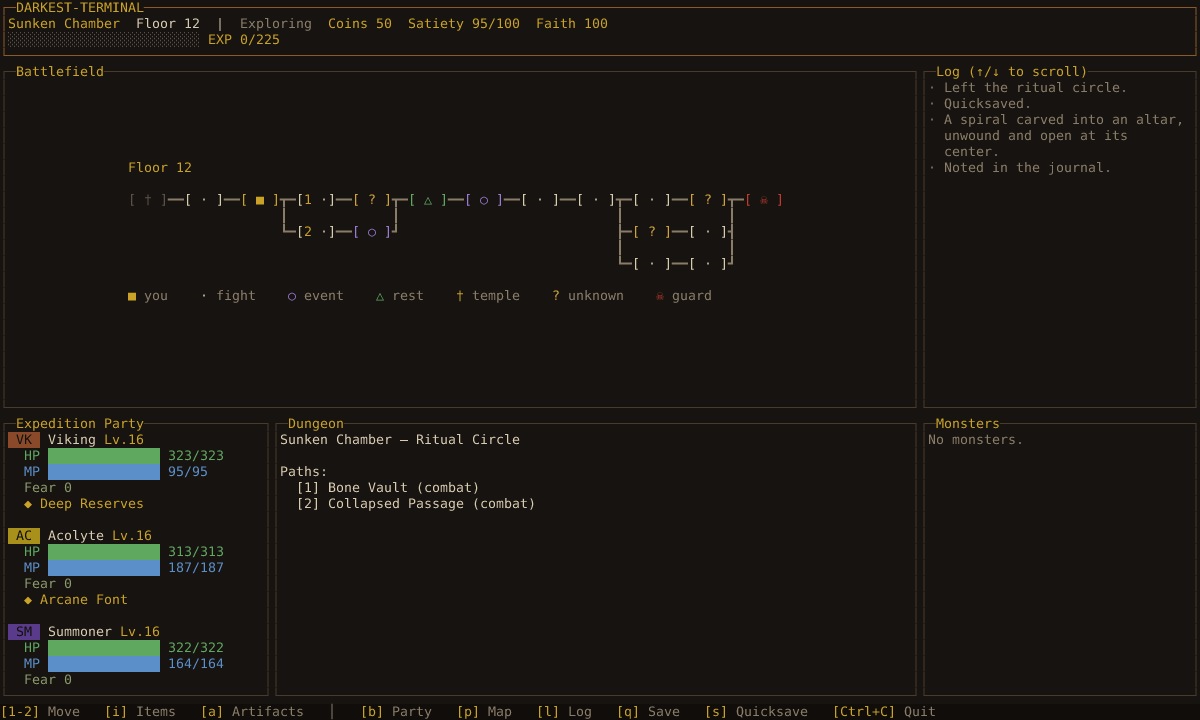 DARKEST-TERMINAL
Sunken Chamber  Floor 12  |  Exploring  Coins 50  Satiety 95/100  Faith 100
EXP 0/225
Battlefield
Floor 12
[ † ]──[ · ]──[ ■ ]┬─[1 ·]──[ ? ]┬─[ △ ]──[ ○ ]──[ · ]──[ · ]┬─[ · ]──[ ? ]┬─[ ☠ ]
└─[2 ·]──[ ○ ]┘ ├─[ ? ]──[ · ]┤
└─[ · ]──[ · ]┘
■ you    · fight    ○ event    △ rest    † temple    ? unknown    ☠ guard
Log (↑/↓ to scroll)
· Left the ritual circle.
· Quicksaved.
· A spiral carved into an altar,
unwound and open at its
center.
· Noted in the journal.
Expedition Party
VK Viking Lv.16
HP 323/323
MP 95/95
Fear 0
◆ Deep Reserves
AC Acolyte Lv.16
HP 313/313
MP 187/187
Fear 0
◆ Arcane Font
SM Summoner Lv.16
HP 322/322
MP 164/164
Fear 0
Dungeon
Sunken Chamber — Ritual Circle
Paths:
[1] Bone Vault (combat)
[2] Collapsed Passage (combat)
Monsters
No monsters.
[1-2] Move   [i] Items   [a] Artifacts   │   [b] Party   [p] Map   [l] Log   [q] Save   [s] Quicksave   [Ctrl+C] Quit